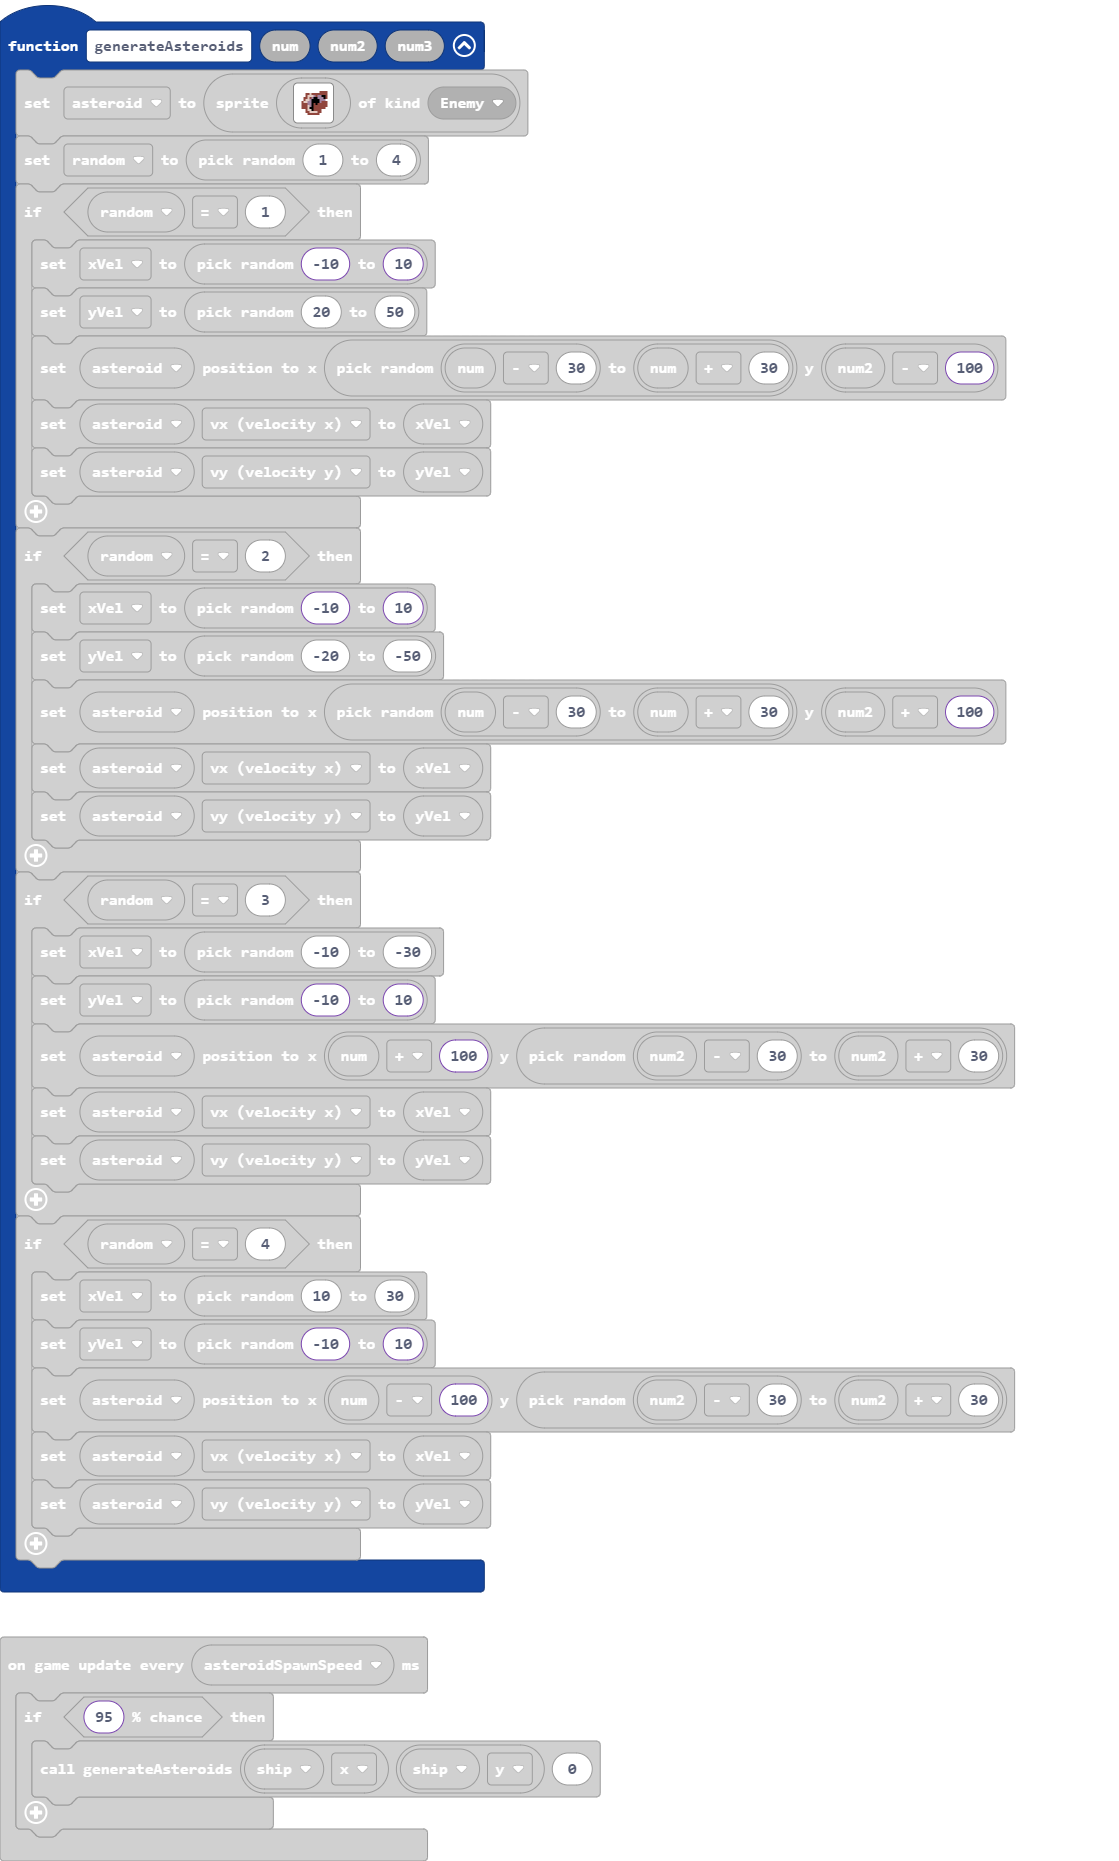 function generateAsteroids num num2 num3
set asteroid to sprite of kind Enemy
set random to pick random 1 to 4
if random = 1 then
set xVel to pick random -10 to 10
set yVel to pick random 20 to 50
set asteroid position to x pick random num - 30 to num + 30 y num2 - 100
set asteroid vx (velocity x) to xVel
set asteroid vy (velocity y) to yVel
if random = 2 then
set xVel to pick random -10 to 10
set yVel to pick random -20 to -50
set asteroid position to x pick random num - 30 to num + 30 y num2 + 100
set asteroid vx (velocity x) to xVel
set asteroid vy (velocity y) to yVel
if random = 3 then
set xVel to pick random -10 to -30
set yVel to pick random -10 to 10
set asteroid position to x num + 100 y pick random num2 - 30 to num2 + 30
set asteroid vx (velocity x) to xVel
set asteroid vy (velocity y) to yVel
if random = 4 then
set xVel to pick random 10 to 30
set yVel to pick random -10 to 10
set asteroid position to x num - 100 y pick random num2 - 30 to num2 + 30
set asteroid vx (velocity x) to xVel
set asteroid vy (velocity y) to yVel
on game update every asteroidSpawnSpeed ms
if 95 % chance then
call generateAsteroids ship x ship y 0